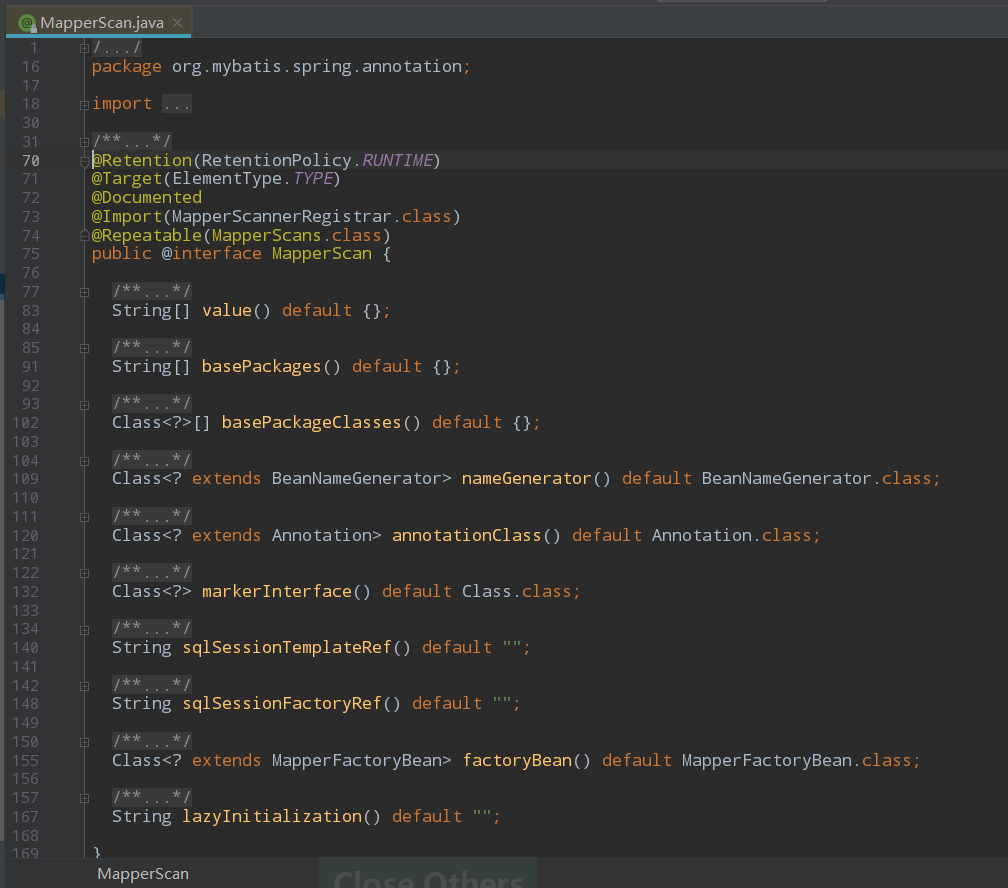 MapperScan.java
1 /.../
16 package org.mybatis.spring.annotation;
17
18 import ...
30
31 /**...*/
70 @Retention(RetentionPolicy.RUNTIME)
71 @Target(ElementType.TYPE)
72 @Documented
73 @Import(MapperScannerRegistrar.class)
74 @Repeatable(MapperScans.class)
75 public @interface MapperScan {
76
77 /**...*/
83 String[] value() default {};
84
85 /**...*/
91 String[] basePackages() default {};
92
93 /**...*/
102 Class<?>[] basePackageClasses() default {};
103
104 /**...*/
109 Class<? extends BeanNameGenerator> nameGenerator() default BeanNameGenerator.class;
110
111 /**...*/
120 Class<? extends Annotation> annotationClass() default Annotation.class;
121
122 /**...*/
132 Class<?> markerInterface() default Class.class;
133
134 /**...*/
140 String sqlSessionTemplateRef() default "";
141
142 /**...*/
148 String sqlSessionFactoryRef() default "";
149
150 /**...*/
155 Class<? extends MapperFactoryBean> factoryBean() default MapperFactoryBean.class;
156
157 /**...*/
167 String lazyInitialization() default "";
168
169 }
MapperScan
Close Others